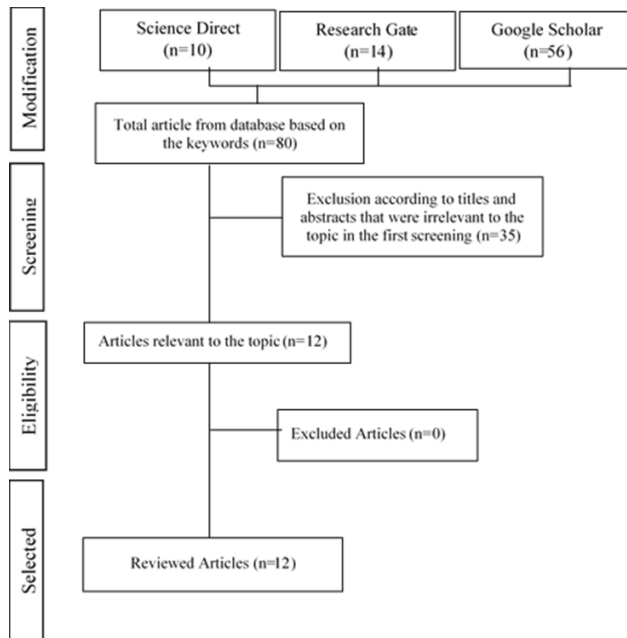 Modification
Science Direct
(n=10)
Research Gate
(n=14)
Google Scholar
(n=56)
Total article from database based on
the keywords (n=80)
Screening
Exclusion according to titles and
abstracts that were irrelevant to the
topic in the first screening (n=35)
Eligibility
Articles relevant to the topic (n=12)
Excluded Articles (n=0)
Selected
Reviewed Articles (n=12)